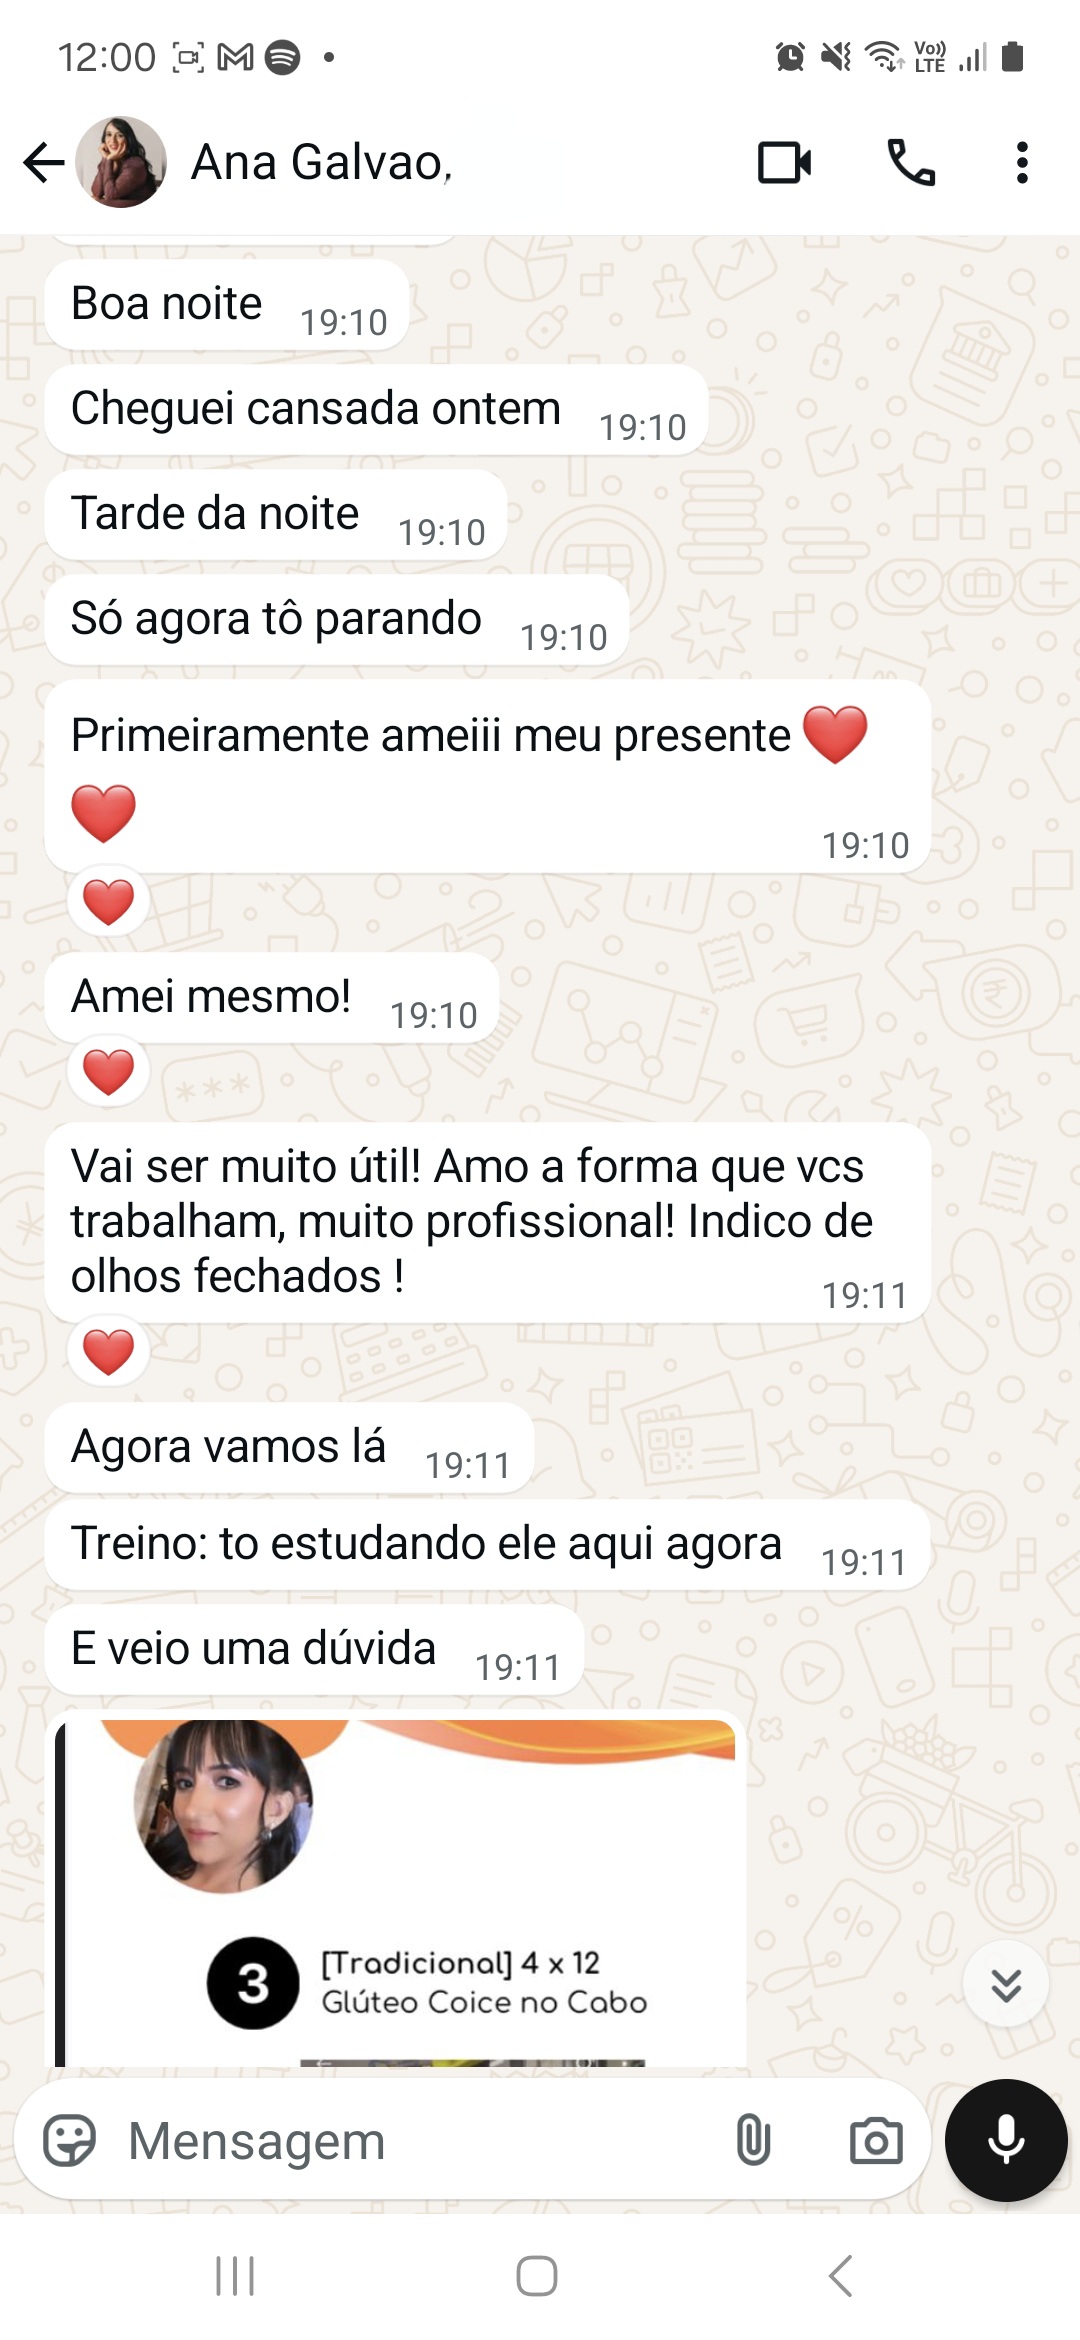 12:00
Vo))
LTE
Ana Galvao,
Boa noite 19:10
Cheguei cansada ontem 19:10
Tarde da noite 19:10
Só agora tô parando 19:10
Primeiramente ameiii meu presente ❤️
❤️
19:10
❤️
Amei mesmo! 19:10
❤️
Vai ser muito útil! Amo a forma que vcs
trabalham, muito profissional! Indico de
olhos fechados ! 19:11
❤️
Agora vamos lá 19:11
Treino: to estudando ele aqui agora 19:11
E veio uma dúvida 19:11
3
[Tradicional] 4 x 12
Glúteo Coice no Cabo
Mensagem